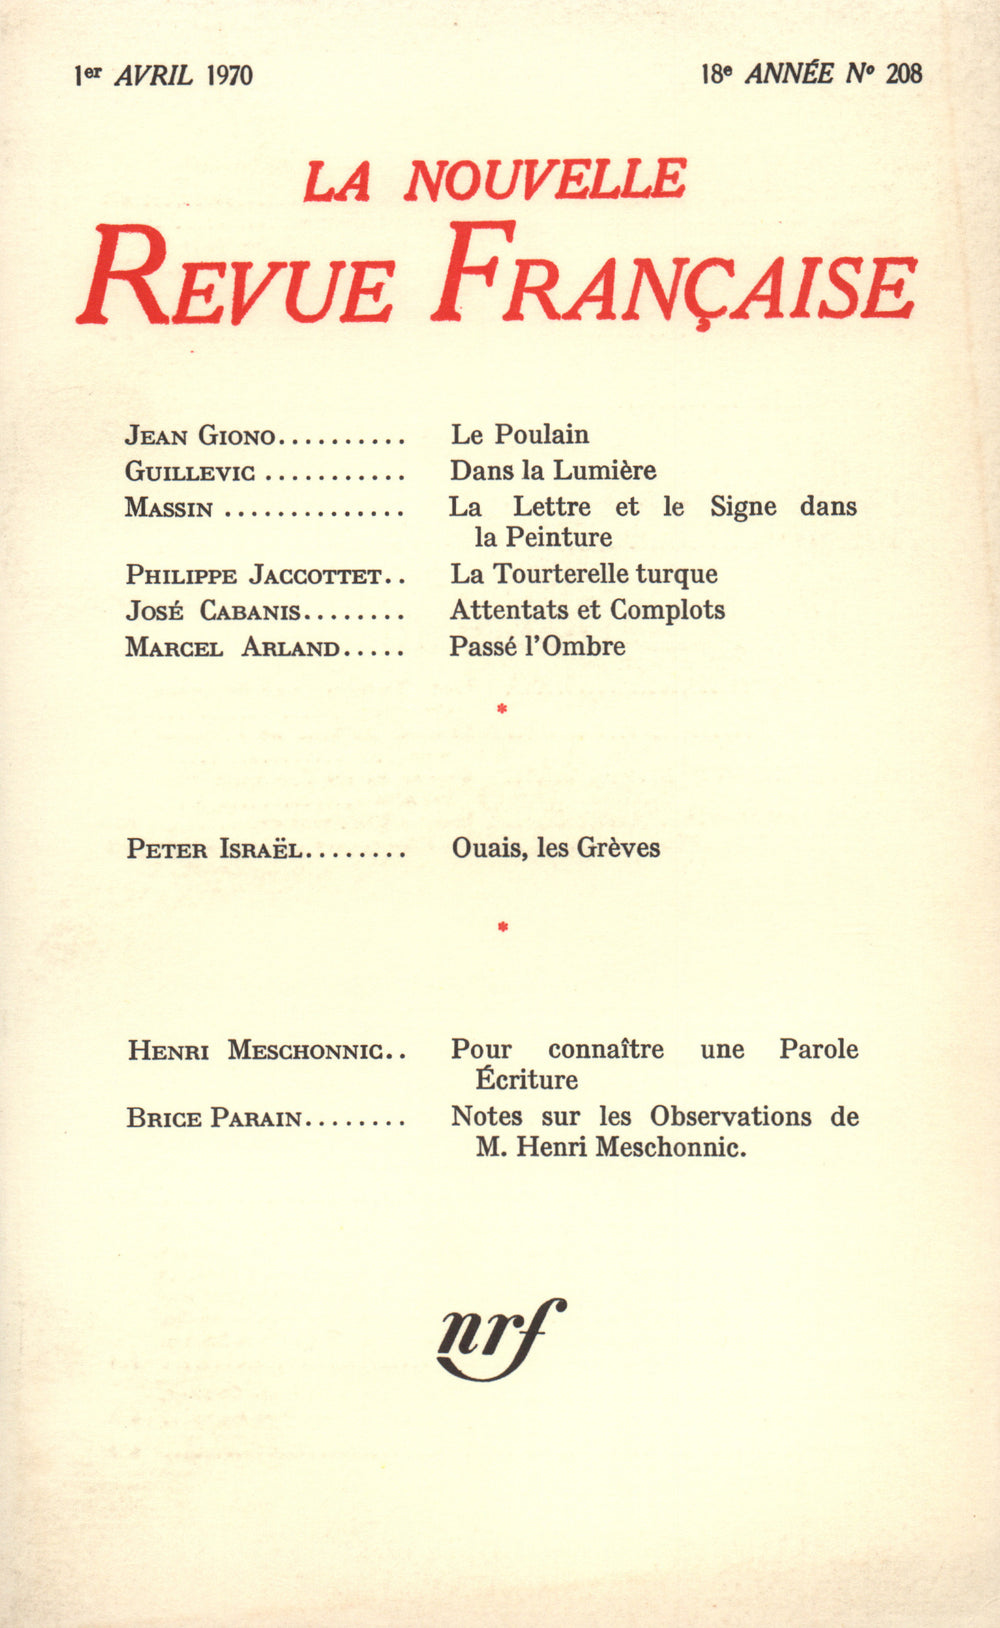 1er AVRIL 1970 18e ANNÉE N° 208
LA NOUVELLE
REVUE FRANÇAISE
JEAN GIONO.......... Le Poulain
GUILLEVIC ........... Dans la Lumière
MASSIN .............. La Lettre et le Signe dans
la Peinture
PHILIPPE JACCOTTET.. La Tourterelle turque
JOSÉ CABANIS........ Attentats et Complots
MARCEL ARLAND..... Passé l'Ombre
*
PETER ISRAËL........ Ouais, les Grèves
*
HENRI MESCHONNIC.. Pour connaître une Parole
Écriture
BRICE PARAIN........ Notes sur les Observations de
M. Henri Meschonnic.
nrf